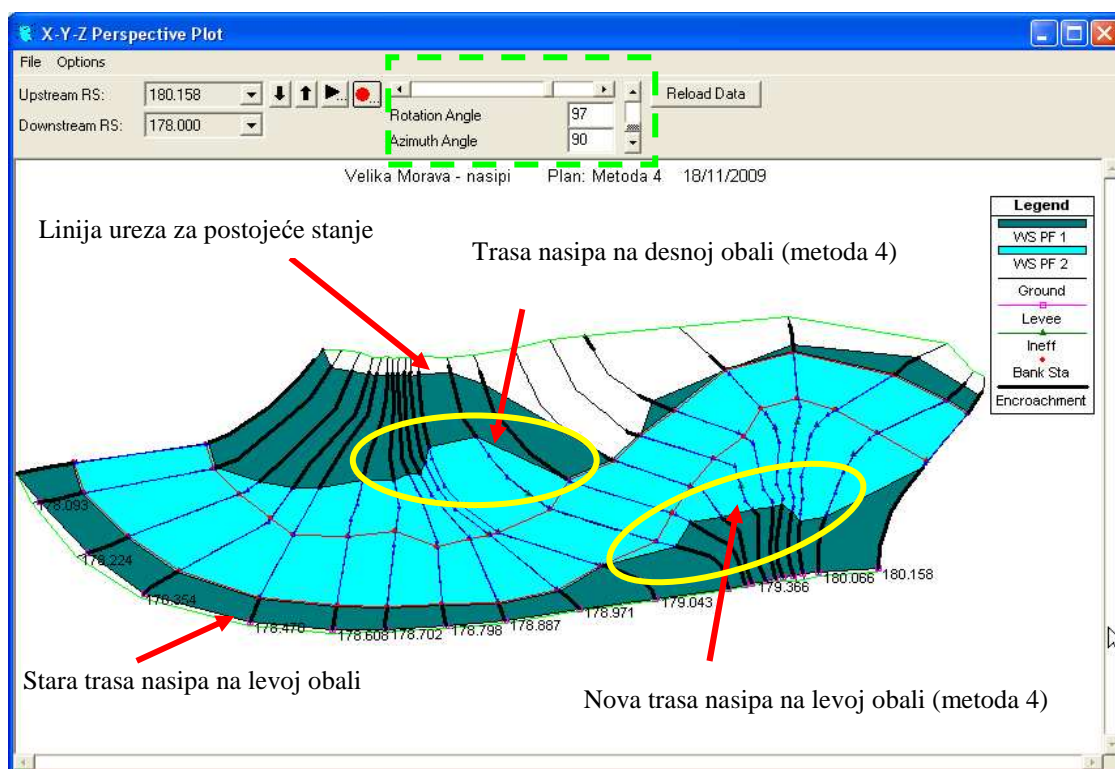 X-Y-Z Perspective Plot
File Options
Upstream RS: 180.158
Downstream RS: 178.000
Rotation Angle 97
Azimuth Angle 90
Reload Data
Velika Morava - nasipi Plan: Metoda 4 18/11/2009
Linija ureza za postojeće stanje
Trasa nasipa na desnoj obali (metoda 4)
Legend
WS PF 1
WS PF 2
Ground
Levee
Ineff
Bank Sta
Encroachment
178.093
178.224
178.354
178.470
178.608
178.702
178.798
178.887
178.971
179.043
179.366
180.066
180.158
Stara trasa nasipa na levoj obali
Nova trasa nasipa na levoj obali (metoda 4)